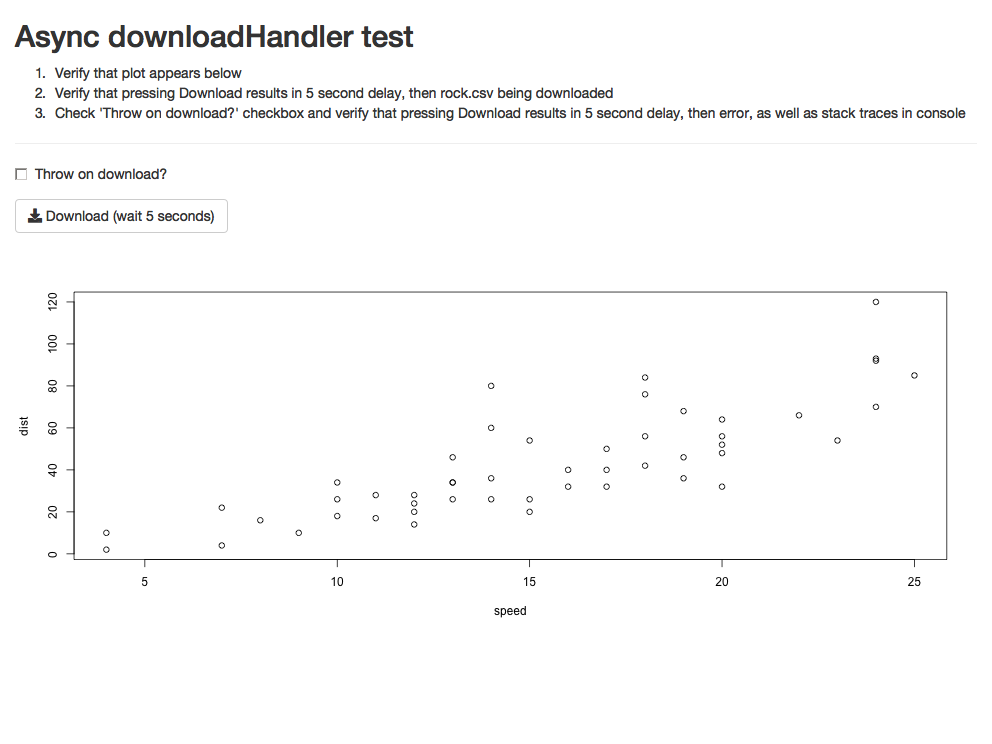 Async downloadHandler test
1. Verify that plot appears below
2. Verify that pressing Download results in 5 second delay, then rock.csv being downloaded
3. Check 'Throw on download?' checkbox and verify that pressing Download results in 5 second delay, then error, as well as stack traces in console
Throw on download?
Download (wait 5 seconds)
120
100
80
60
40
20
0
dist
5 10 15 20 25
speed